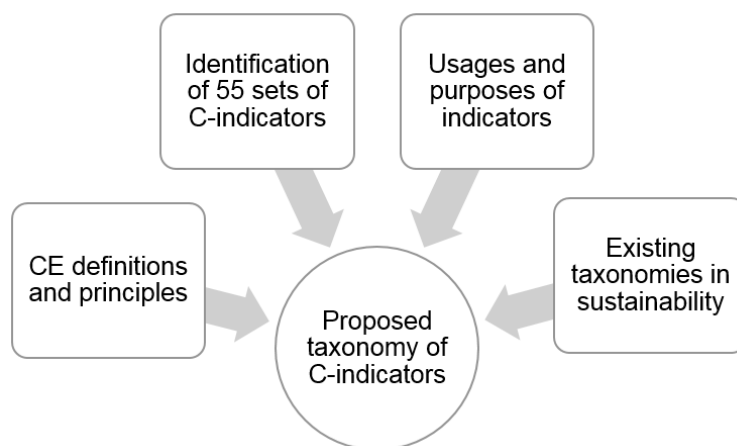 Identification
of 55 sets of
C-indicators
Usages and
purposes of
indicators
CE definitions
and principles
Existing
taxonomies in
sustainability
Proposed
taxonomy of
C-indicators